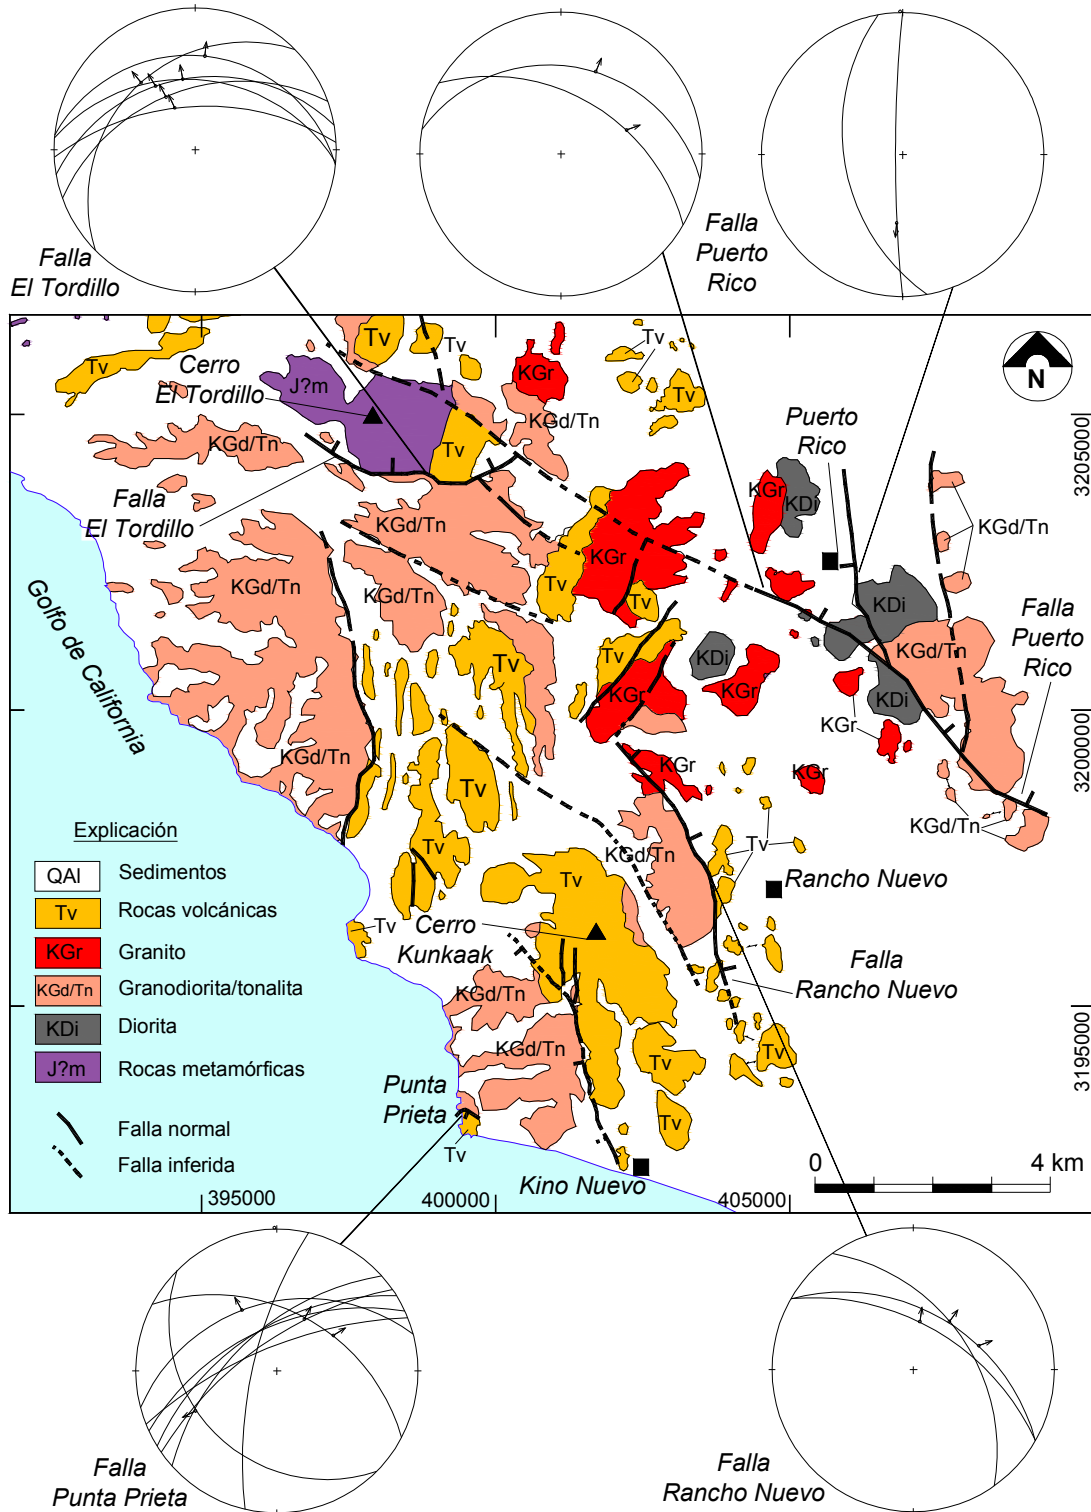 Falla
El Tordillo
Falla
Puerto
Rico
Tv
Tv
Tv
Tv
Tv
Cerro
El Tordillo
J?m
KGr
KGd/Tn
KGd/Tn
Tv
N
Puerto
Rico
3205000
Falla
El Tordillo
KGr
KDi
KGd/Tn
KGd/Tn
KGr
Tv
Tv
KGd/Tn
KGd/Tn
KDi
Falla
Puerto
Rico
Golfo de California
Tv
Tv
KDi
KGd/Tn
KGr
KGr
KDi
KGr
3200000
KGd/Tn
Tv
KGr
KGr
KGd/Tn
Explicación
QAl Sedimentos
Tv Rocas volcánicas
KGr Granito
KGd/Tn Granodiorita/tonalita
KDi Diorita
J?m Rocas metamórficas
Falla normal
Falla inferida
Tv
KGd/Tn
Tv
Tv
Rancho Nuevo
Tv
Cerro
Kunkaak
Falla
Rancho Nuevo
KGd/Tn
KGd/Tn
Tv
Tv
3195000
Punta
Prieta
Tv
Tv
Kino Nuevo
0 4 km
395000
400000
405000
Falla
Punta Prieta
Falla
Rancho Nuevo